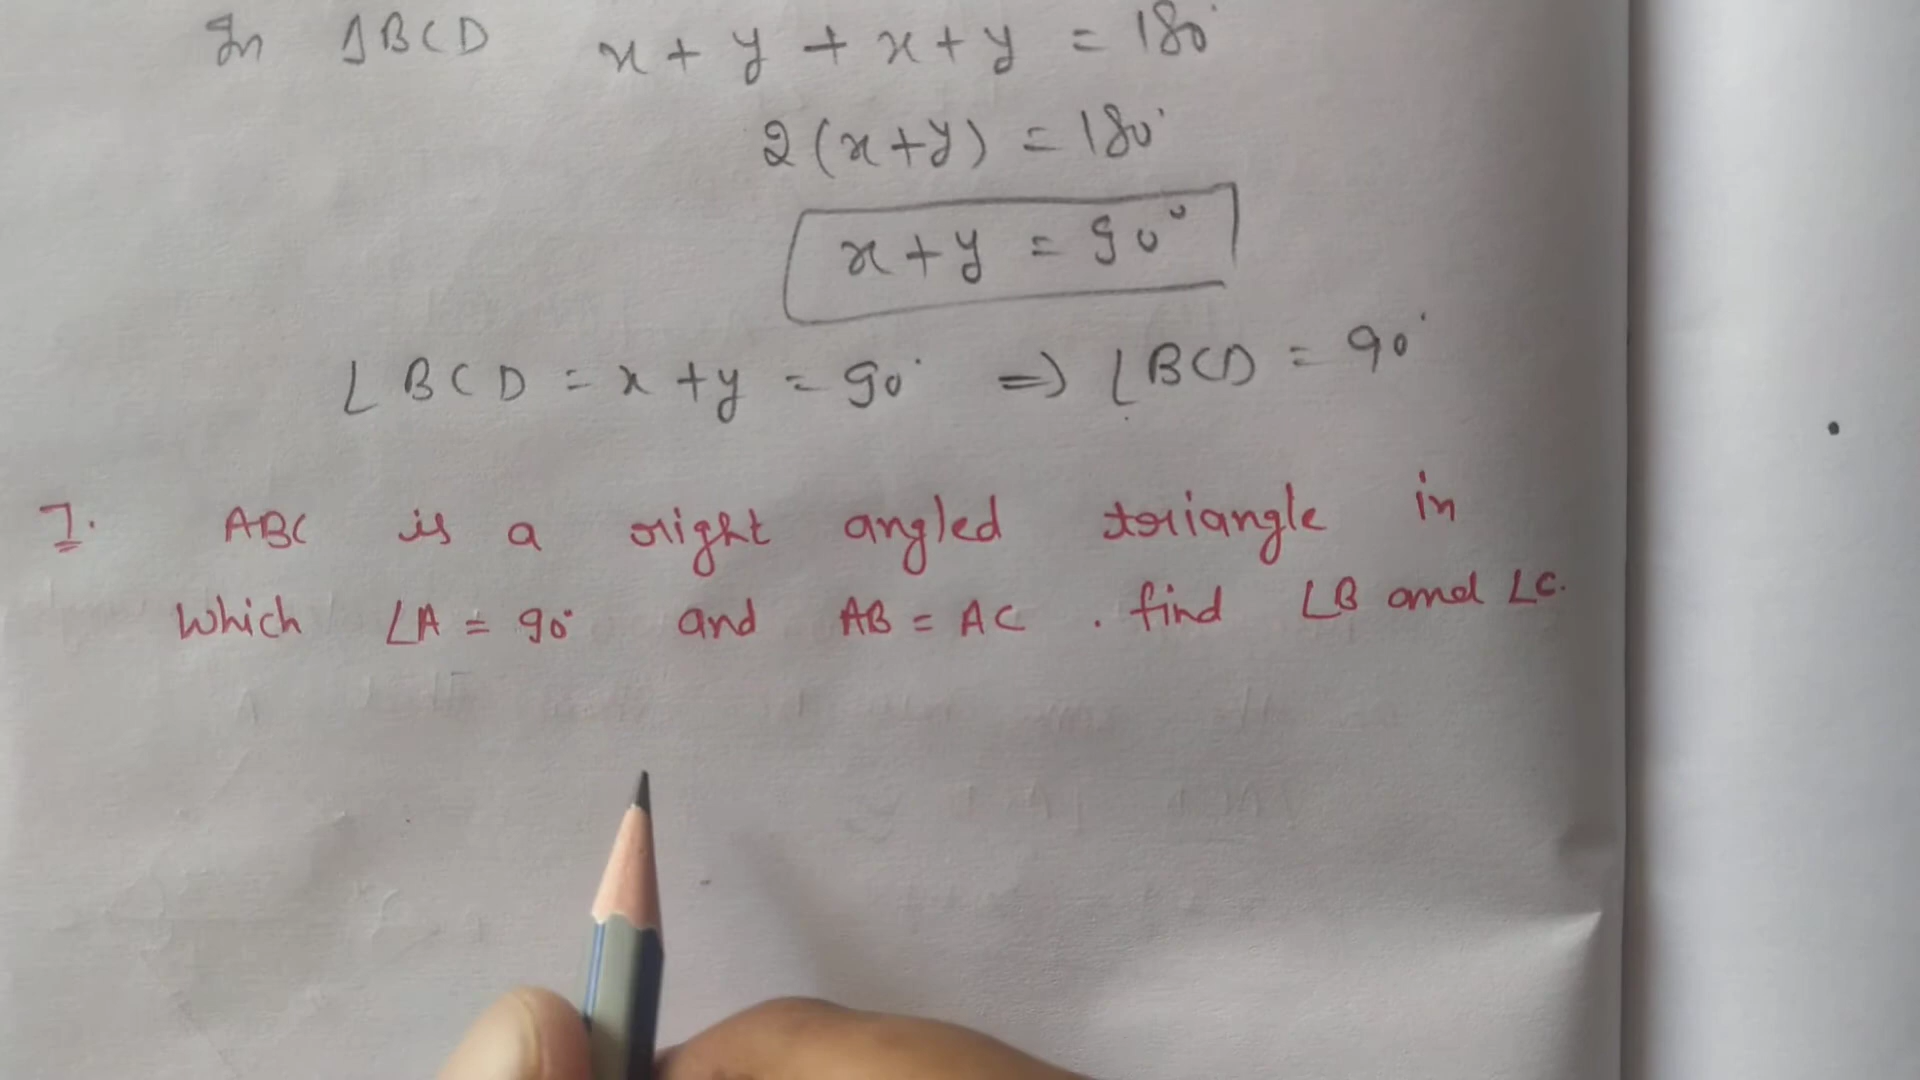 In ΔBCD x + y + x + y = 180°
2(x+y) = 180°
x + y = 90°
∠BCD = x + y = 90° ⇒ ∠BCD = 90°
7. ABC is a right angled triangle in
which ∠A = 90° and AB = AC . find ∠B and ∠C.